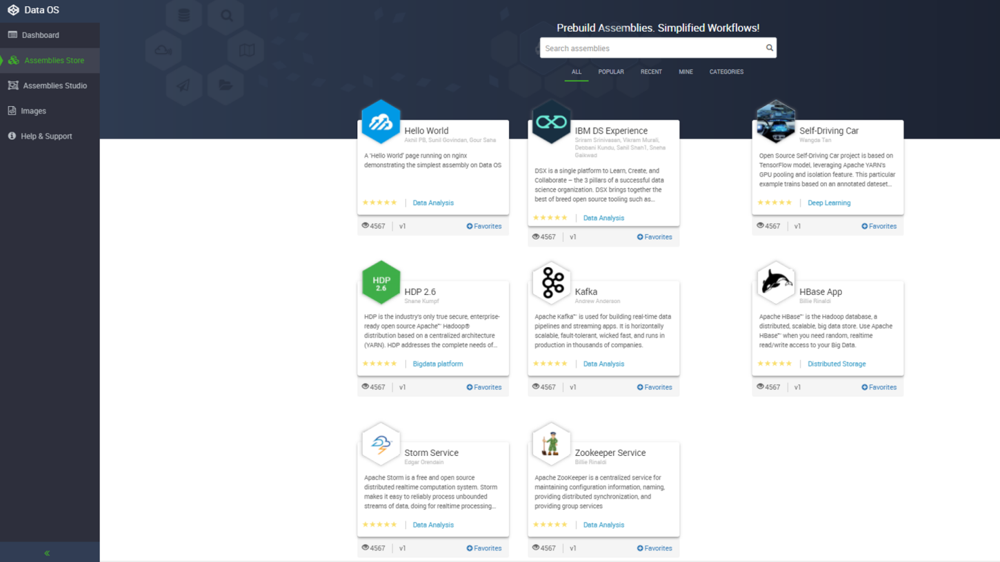 Data OS
Dashboard
Assemblies Store
Assemblies Studio
Images
Help & Support
Prebuild Assemblies. Simplified Workflows!
Search assemblies
ALL
POPULAR
RECENT
MINE
CATEGORIES
Hello World
Akhil PB, Sunil Govindan, Gour Saha
A 'Hello World' page running on nginx
demonstrating the simplest assembly on Data OS
Data Analysis
4567
v1
Favorites
IBM DS Experience
Sriram Srinivasan, Vikram Murali,
Debbani Kundu, Sahil Shah1, Sneha
Gaikwad
DSX is a single platform to Learn, Create, and
Collaborate – the 3 pillars of a successful data
science organization. DSX brings together the
best of breed open source tooling such as...
Data Analysis
4567
v1
Favorites
Self-Driving Car
Wangda Tan
Open Source Self-Driving Car project is based on
TensorFlow model, leveraging Apache YARN's
GPU pooling and isolation feature. This particular
example trains based on an annotated dateset...
Deep Learning
4567
v1
Favorites
HDP
2.6
HDP 2.6
Shane Kumpf
HDP is the industry's only true secure, enterprise-
ready open source Apache™ Hadoop®
distribution based on a centralized architecture
(YARN). HDP addresses the complete needs of...
Bigdata platform
4567
v1
Favorites
Kafka
Andrew Anderson
Apache Kafka™ is used for building real-time data
pipelines and streaming apps. It is horizontally
scalable, fault-tolerant, wicked fast, and runs in
production in thousands of companies.
Data Analysis
4567
v1
Favorites
HBase App
Billie Rinaldi
Apache HBase™ is the Hadoop database, a
distributed, scalable, big data store. Use Apache
HBase™ when you need random, realtime
read/write access to your Big Data.
Distributed Storage
4567
v1
Favorites
Storm Service
Edgar Orendain
Apache Storm is a free and open source
distributed realtime computation system. Storm
makes it easy to reliably process unbounded
streams of data, doing for realtime processing...
Data Analysis
4567
v1
Favorites
Zookeeper Service
Billie Rinaldi
Apache ZooKeeper is a centralized service for
maintaining configuration information, naming,
providing distributed synchronization, and
providing group services
Data Analysis
4567
v1
Favorites